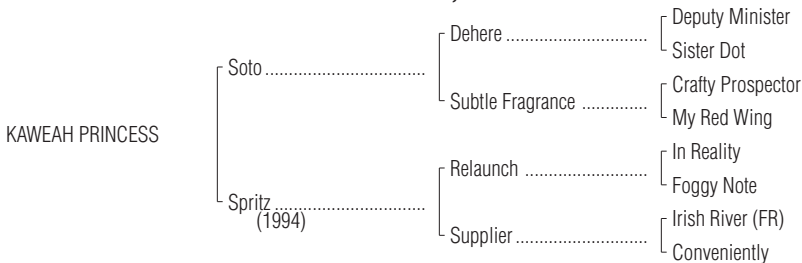 Deputy Minister
Dehere ..............................
Sister Dot
Soto ..................................
Crafty Prospector
Subtle Fragrance ..............
My Red Wing
KAWEAH PRINCESS
In Reality
Relaunch ..........................
Foggy Note
Spritz ................................
(1994)
Irish River (FR)
Supplier ............................
Conveniently